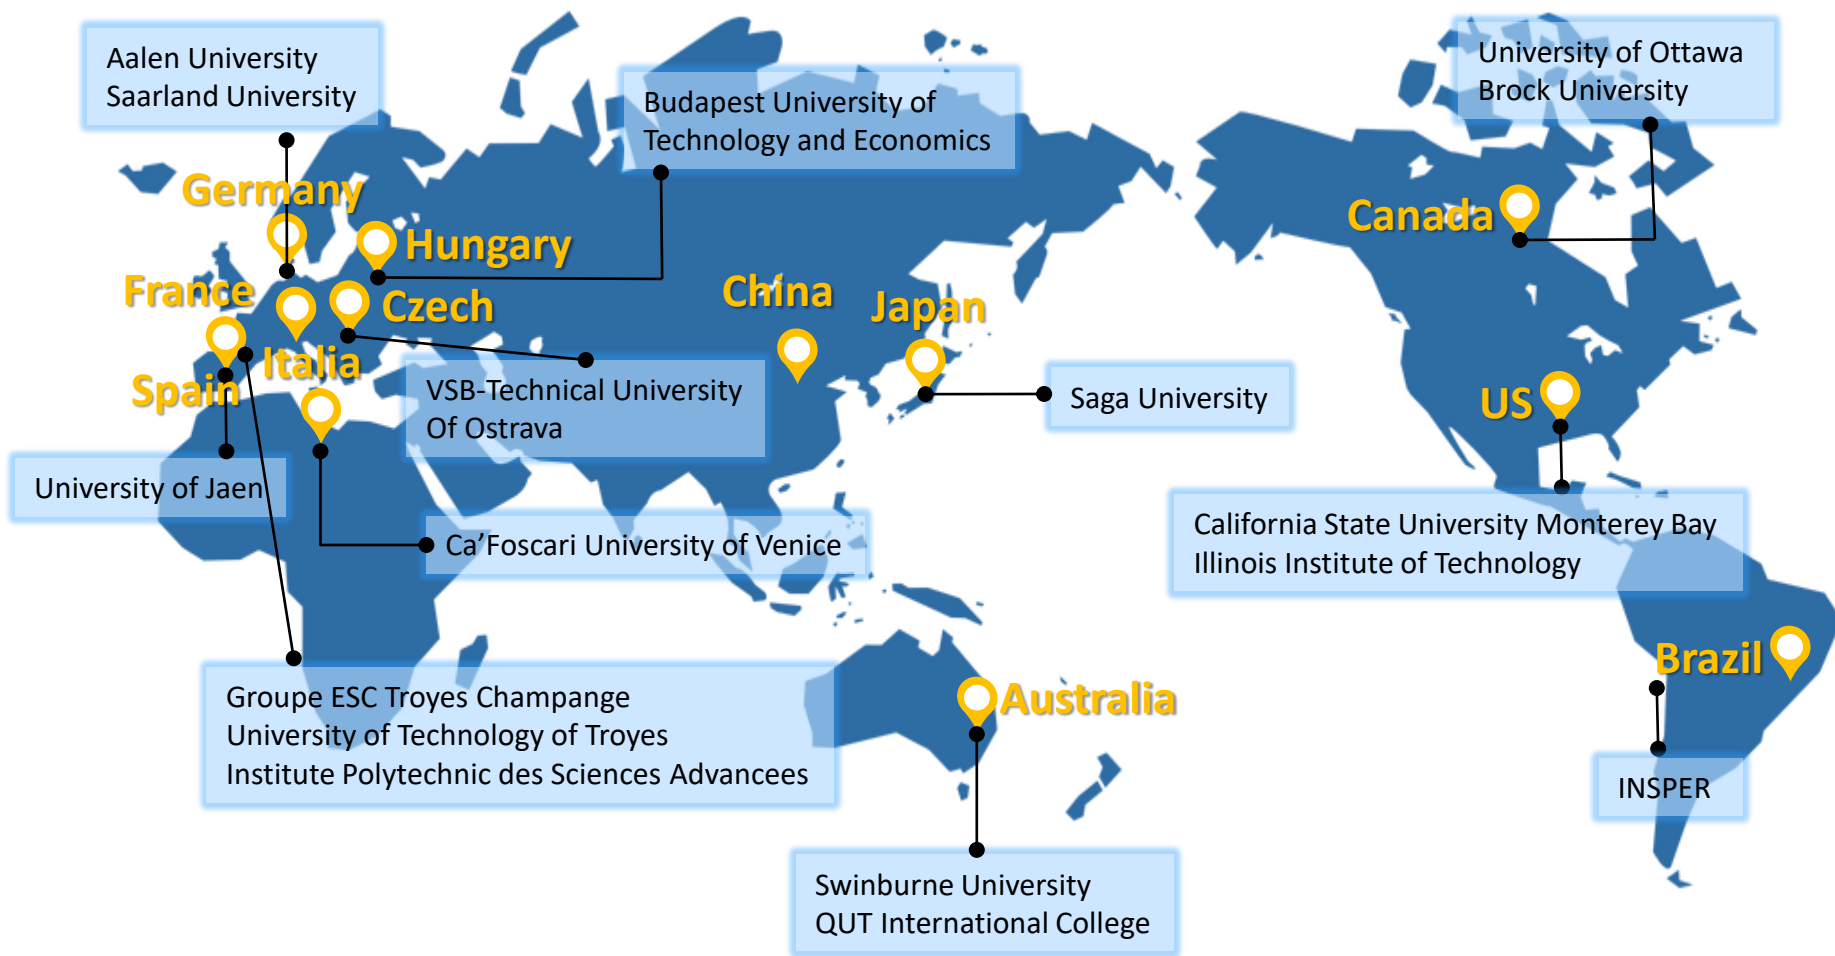 Aalen University
Saarland University
Budapest University of
Technology and Economics
University of Ottawa
Brock University
Germany
Hungary
Canada
France
Czech
China
Japan
Italia
Spain
US
VSB-Technical University
Of Ostrava
Saga University
University of Jaen
Ca’Foscari University of Venice
California State University Monterey Bay
Illinois Institute of Technology
Brazil
Groupe ESC Troyes Champange
University of Technology of Troyes
Institute Polytechnic des Sciences Advancees
Australia
INSPER
Swinburne University
QUT International College